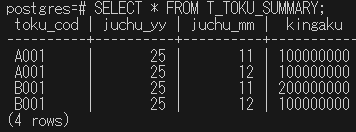 postgres=# SELECT * FROM T_TOKU_SUMMARY;
 toku_cod | juchu_yy | juchu_mm | kingaku
----------+----------+----------+-----------
 A001     |       25 |       11 | 100000000
 A001     |       25 |       12 | 100000000
 B001     |       25 |       11 | 200000000
 B001     |       25 |       12 | 100000000
(4 rows)